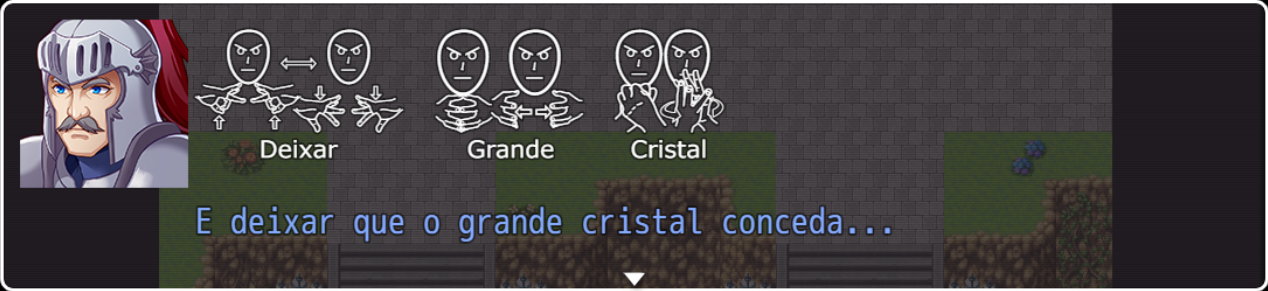 Deixar Grande Cristal
E deixar que o grande cristal conceda...